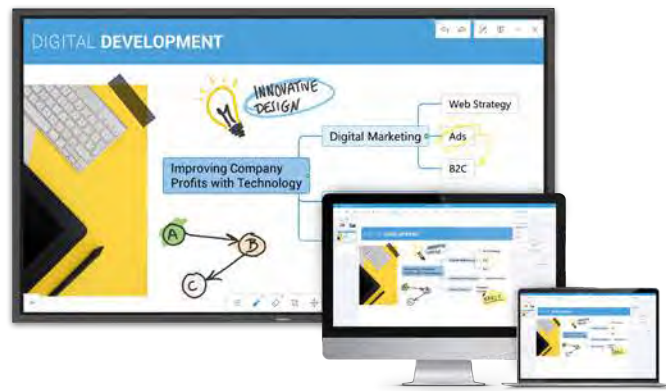 DIGITAL DEVELOPMENT
INNOVATIVE
DESIGN
Web Strategy
Digital Marketing
Ads
B2C
Improving Company
Profits with Technology
A
B
C